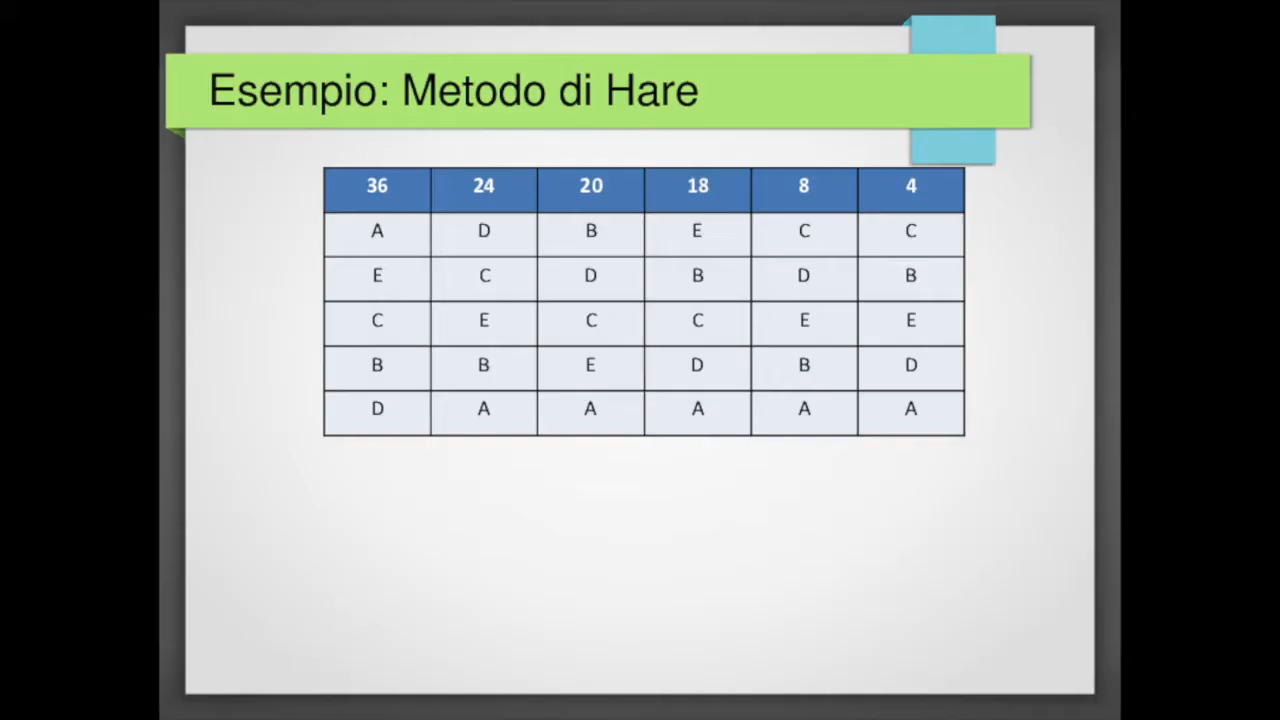 Esempio: Metodo di Hare
36 24 20 18 8 4
A D B E C C
E C D B D B
C E C C E E
B B E D B D
D A A A A A